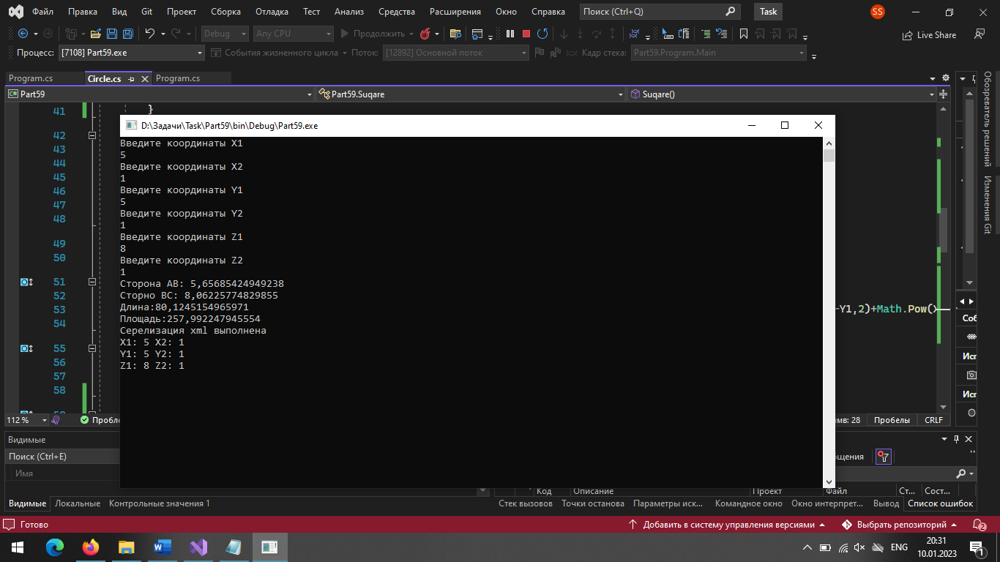 Файл Правка Вид Git Проект Сборка Отладка Тест Анализ Средства Расширения Окно Справка Поиск (Ctrl+Q) Task SS
Debug Any CPU Продолжить Live Share
Процесс: [7108] Part59.exe События жизненного цикла Поток: [12892] Основной поток Кадр стека: Part59.Program.Main
Program.cs Circle.cs Program.cs
C# Part59 Part59.Suqare Suqare()
Обозреватель решений
Изменения Git
41 }
D:\Задачи\Task\Part59\bin\Debug\Part59.exe
42
43
44
45
46
47
48
49
50
51
52
53
54
55
56
57
58
Введите координаты X1
5
Введите координаты X2
1
Введите координаты Y1
5
Введите координаты Y2
1
Введите координаты Z1
8
Введите координаты Z2
1
Сторона AB: 5,65685424949238
Сторно BC: 8,06225774829855
Длина:80,1245154965971
Площадь:257,992247945554
Серелизация xml выполнена
X1: 5 X2: 1
Y1: 5 Y2: 1
Z1: 8 Z2: 1
-Y1,2)+Math.Pow(
112 % Пробелы CRLF
Видимые
Поиск (Ctrl+E)
Имя
Код Описание Проект Файл Ст... Сост...
Видимые Локальные Контрольные значения 1 Стек вызовов Точки останова Параметры иск... Командное окно Окно интерпрет... Вывод Список ошибок
Готово Добавить в систему управления версиями Выбрать репозиторий 2
ENG 20:31
10.01.2023 1